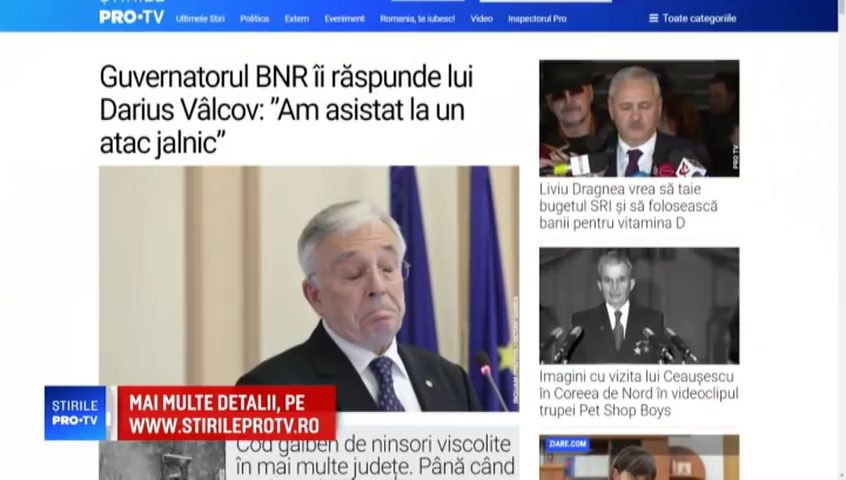 ȘTIRILE
PRO•TV
Ultimele Stiri
Politica
Extern
Eveniment
Romania, te iubesc!
Video
Inspectorul Pro
Toate categoriile
Guvernatorul BNR îi răspunde lui
Darius Vâlcov: ”Am asistat la un
atac jalnic”
PRO TV
Liviu Dragnea vrea să taie
bugetul SRI și să folosească
banii pentru vitamina D
Imagini cu vizita lui Ceaușescu
în Coreea de Nord în videoclipul
trupei Pet Shop Boys
ȘTIRILE
PRO•TV
MAI MULTE DETALII, PE
WWW.STIRILEPROTV.RO
Cod galben de ninsori viscolite
în mai multe județe. Până când
ZIARE.COM